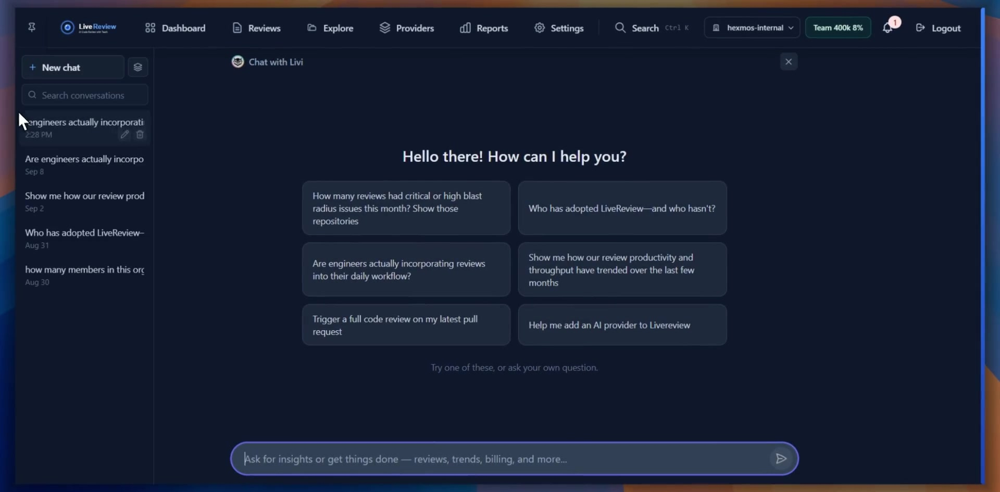 LiveReview
Dashboard
Reviews
Explore
Providers
Reports
Settings
Search Ctrl K
hexmos-internal
Team 400k 8%
1
Logout
+ New chat
Search conversations
engineers actually incorporati
2:28 PM
Are engineers actually incorpo
Sep 8
Show me how our review prod
Sep 2
Who has adopted LiveReview—
Aug 31
how many members in this org
Aug 30
Chat with Livi
Hello there! How can I help you?
How many reviews had critical or high blast
radius issues this month? Show those
repositories
Who has adopted LiveReview—and who hasn't?
Are engineers actually incorporating reviews
into their daily workflow?
Show me how our review productivity and
throughput have trended over the last few
months
Trigger a full code review on my latest pull
request
Help me add an AI provider to Livereview
Try one of these, or ask your own question.
Ask for insights or get things done — reviews, trends, billing, and more...